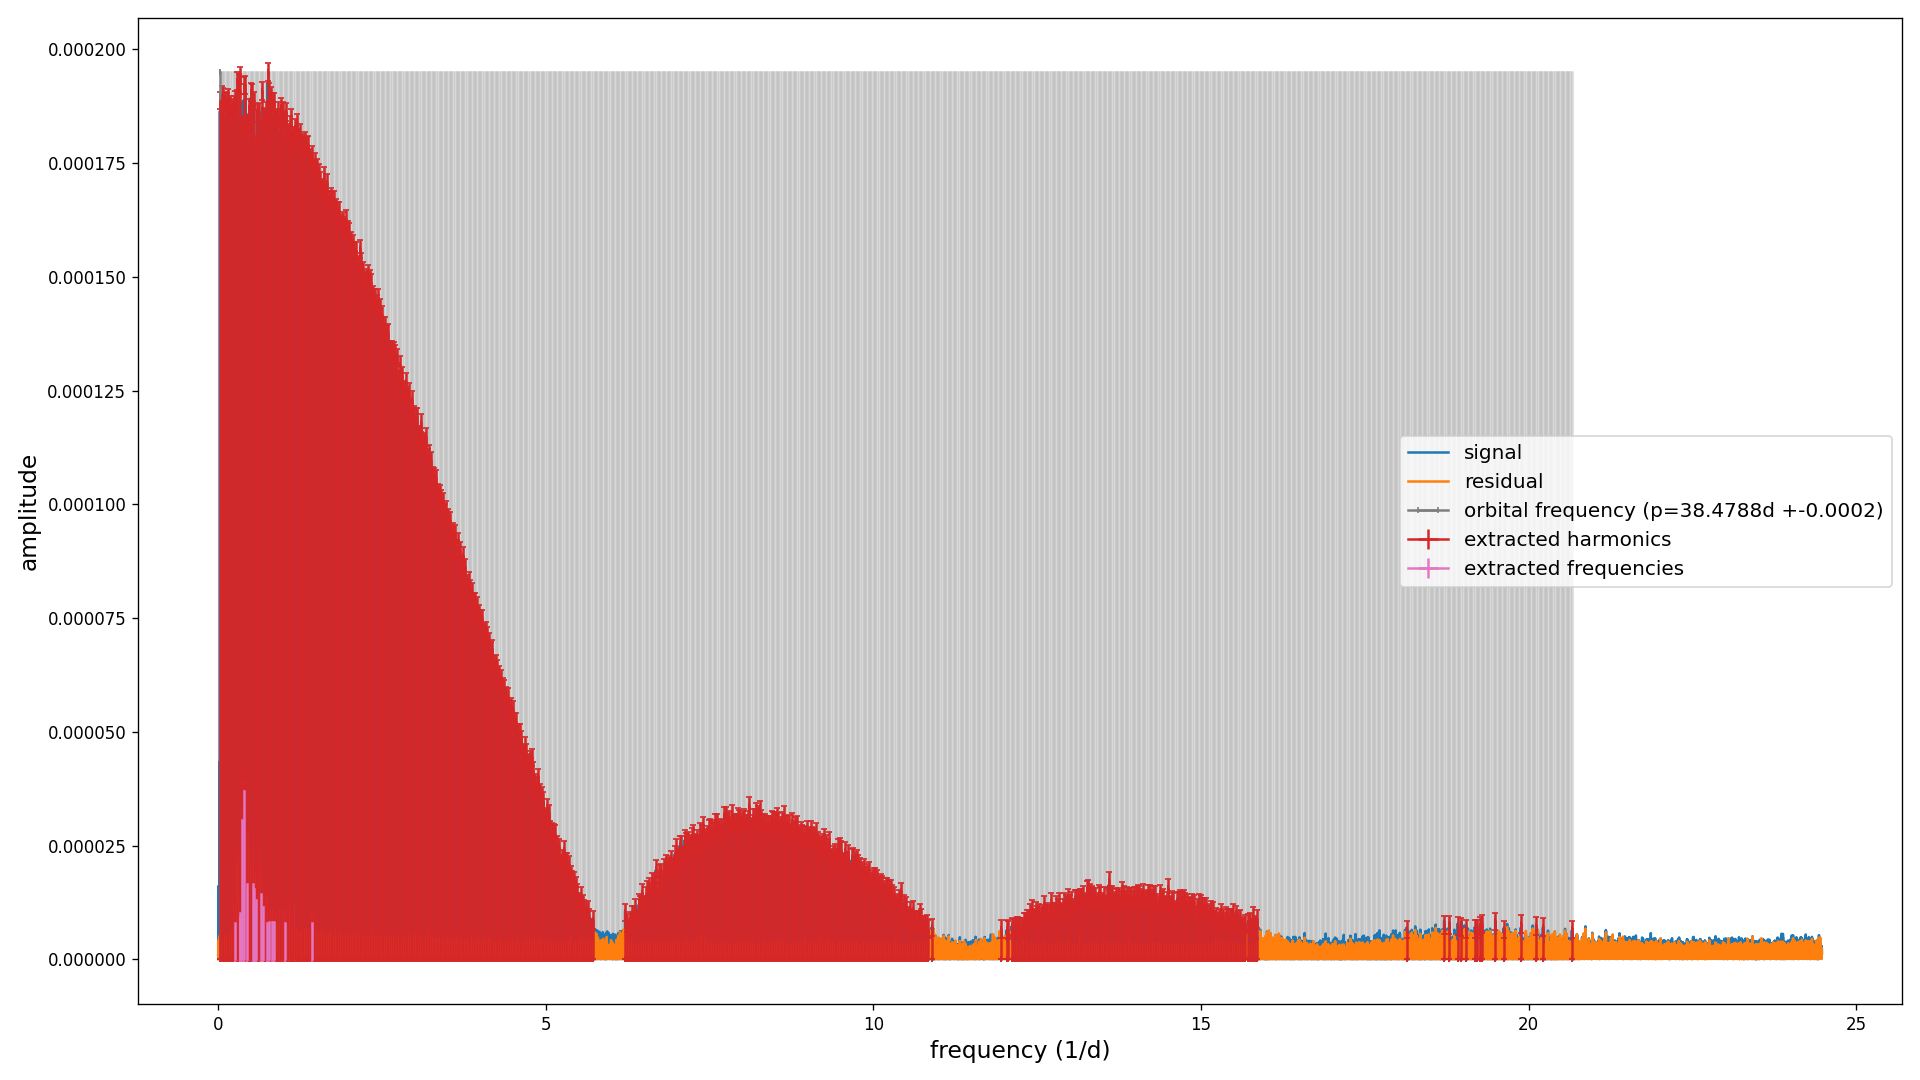 0.000200
0.000175
0.000150
0.000125
0.000100
0.000075
0.000050
0.000025
0.000000
amplitude
signal
residual
orbital frequency (p=38.4788d +-0.0002)
extracted harmonics
extracted frequencies
0 5 10 15 20 25
frequency (1/d)